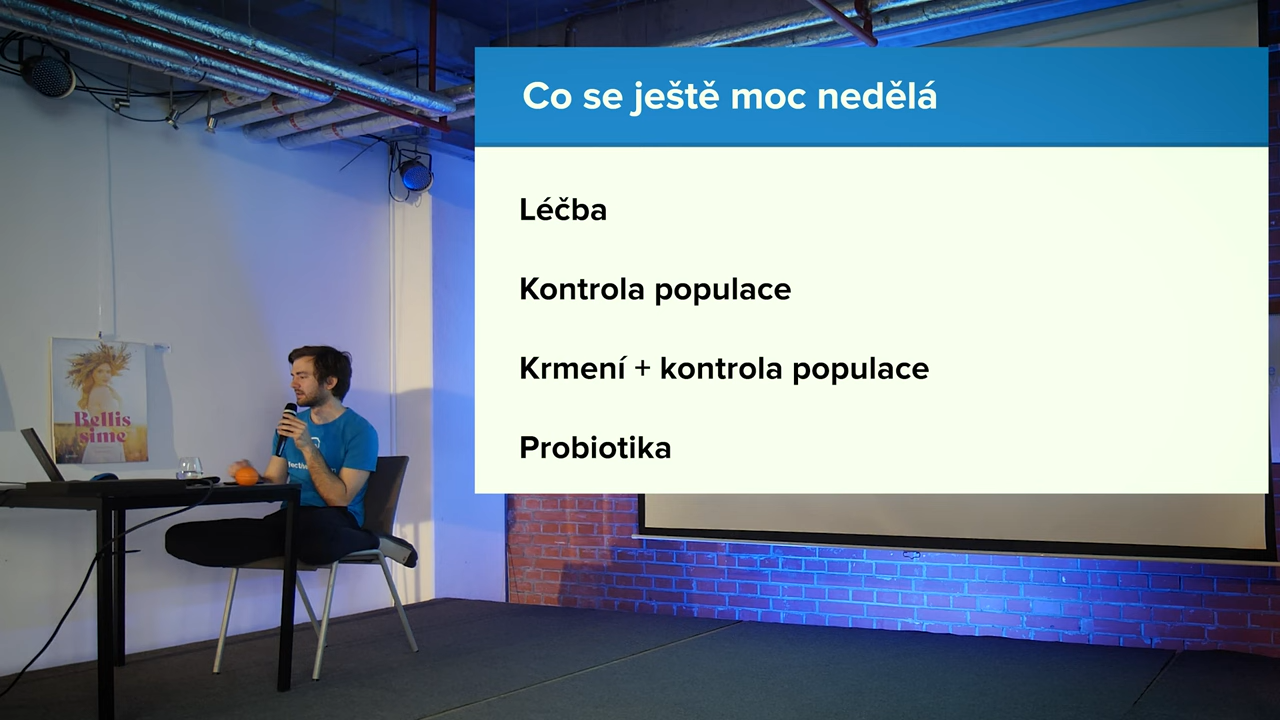 Co se ještě moc nedělá
Léčba
Kontrola populace
Krmení + kontrola populace
Probiotika
Bellis
sime